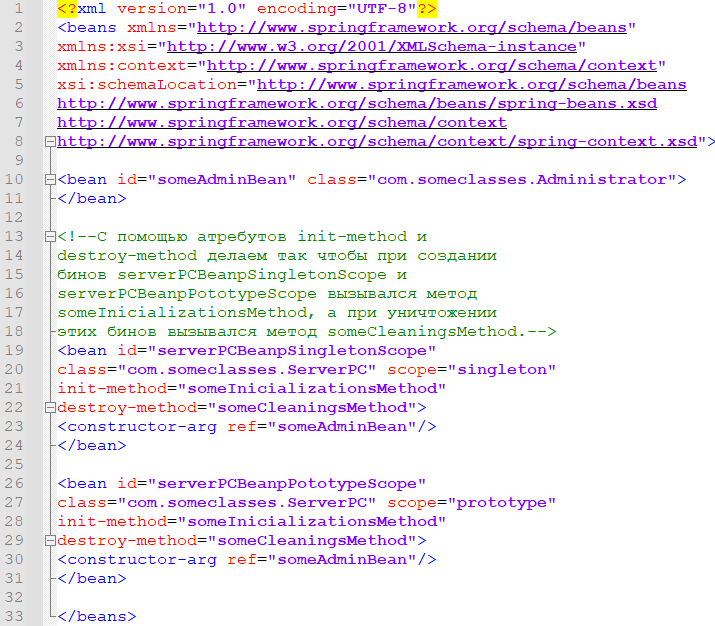 1 <?xml version="1.0" encoding="UTF-8"?>
2 <beans xmlns="http://www.springframework.org/schema/beans"
3 xmlns:xsi="http://www.w3.org/2001/XMLSchema-instance"
4 xmlns:context="http://www.springframework.org/schema/context"
5 xsi:schemaLocation="http://www.springframework.org/schema/beans
6 http://www.springframework.org/schema/beans/spring-beans.xsd
7 http://www.springframework.org/schema/context
8 http://www.springframework.org/schema/context/spring-context.xsd">
9
10 <bean id="someAdminBean" class="com.someclasses.Administrator">
11 </bean>
12
13 <!--С помощью атребутов init-method и
14 destroy-method делаем так чтобы при создании
15 бинов serverPCBeanpSingletonScope и
16 serverPCBeanpPototypeScope вызывался метод
17 someInicializationsMethod, а при уничтожении
18 этих бинов вызывался метод someCleaningsMethod.-->
19 <bean id="serverPCBeanpSingletonScope"
20 class="com.someclasses.ServerPC" scope="singleton"
21 init-method="someInicializationsMethod"
22 destroy-method="someCleaningsMethod">
23 <constructor-arg ref="someAdminBean"/>
24 </bean>
25
26 <bean id="serverPCBeanpPototypeScope"
27 class="com.someclasses.ServerPC" scope="prototype"
28 init-method="someInicializationsMethod"
29 destroy-method="someCleaningsMethod">
30 <constructor-arg ref="someAdminBean"/>
31 </bean>
32
33 </beans>